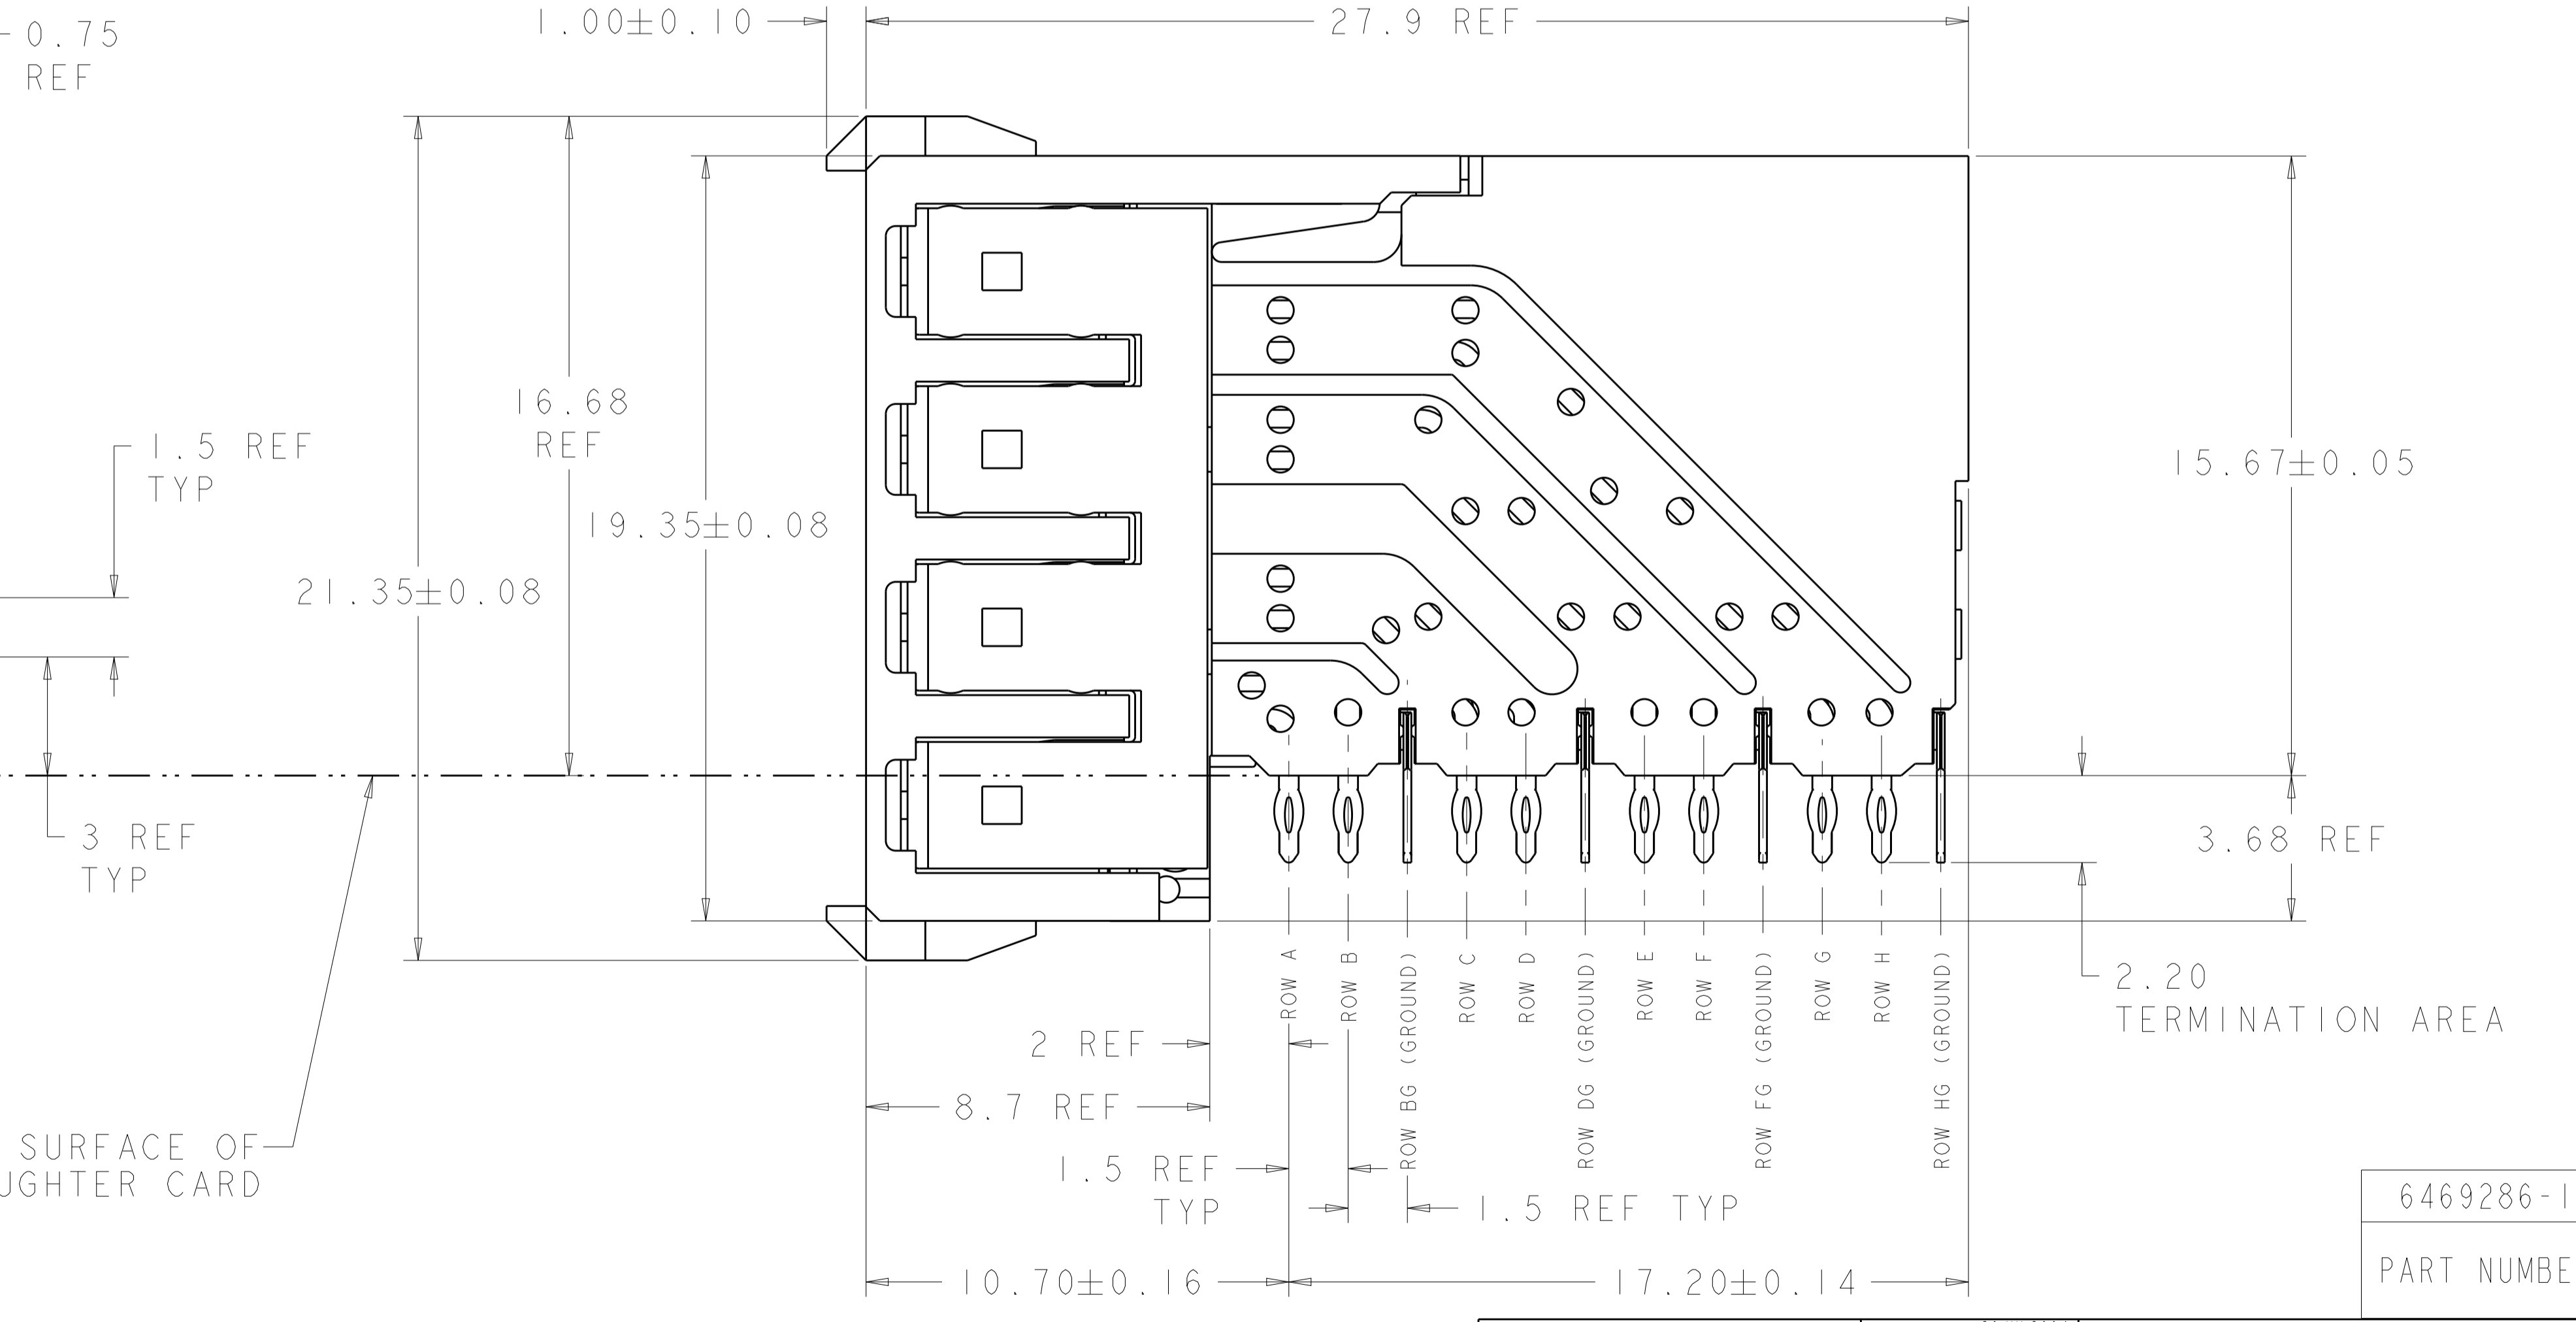 0.75
REF
1.00±0.10
27.9 REF
16.68
REF
1.5 REF
TYP
15.67±0.05
19.35±0.08
21.35±0.08
3 REF
TYP
3.68 REF
2.20
TERMINATION AREA
ROW A
ROW B
ROW BG (GROUND)
ROW C
ROW D
ROW DG (GROUND)
ROW E
ROW F
ROW FG (GROUND)
ROW G
ROW H
ROW HG (GROUND)
2 REF
8.7 REF
SURFACE OF
UGHTER CARD
1.5 REF
TYP
1.5 REF TYP
6469286-1
PART NUMBE
10.70±0.16
17.20±0.14